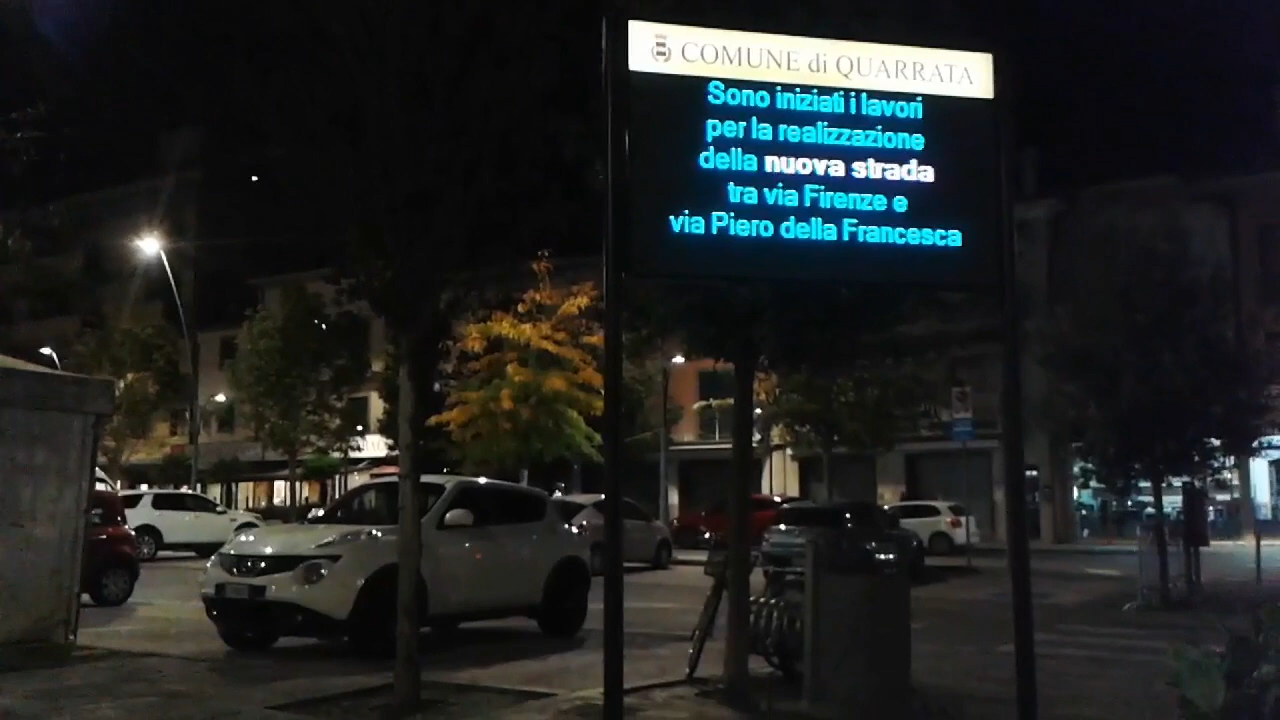 COMUNE di QUARRATA
Sono iniziati i lavori
per la realizzazione
della nuova strada
tra via Firenze e
via Piero della Francesca